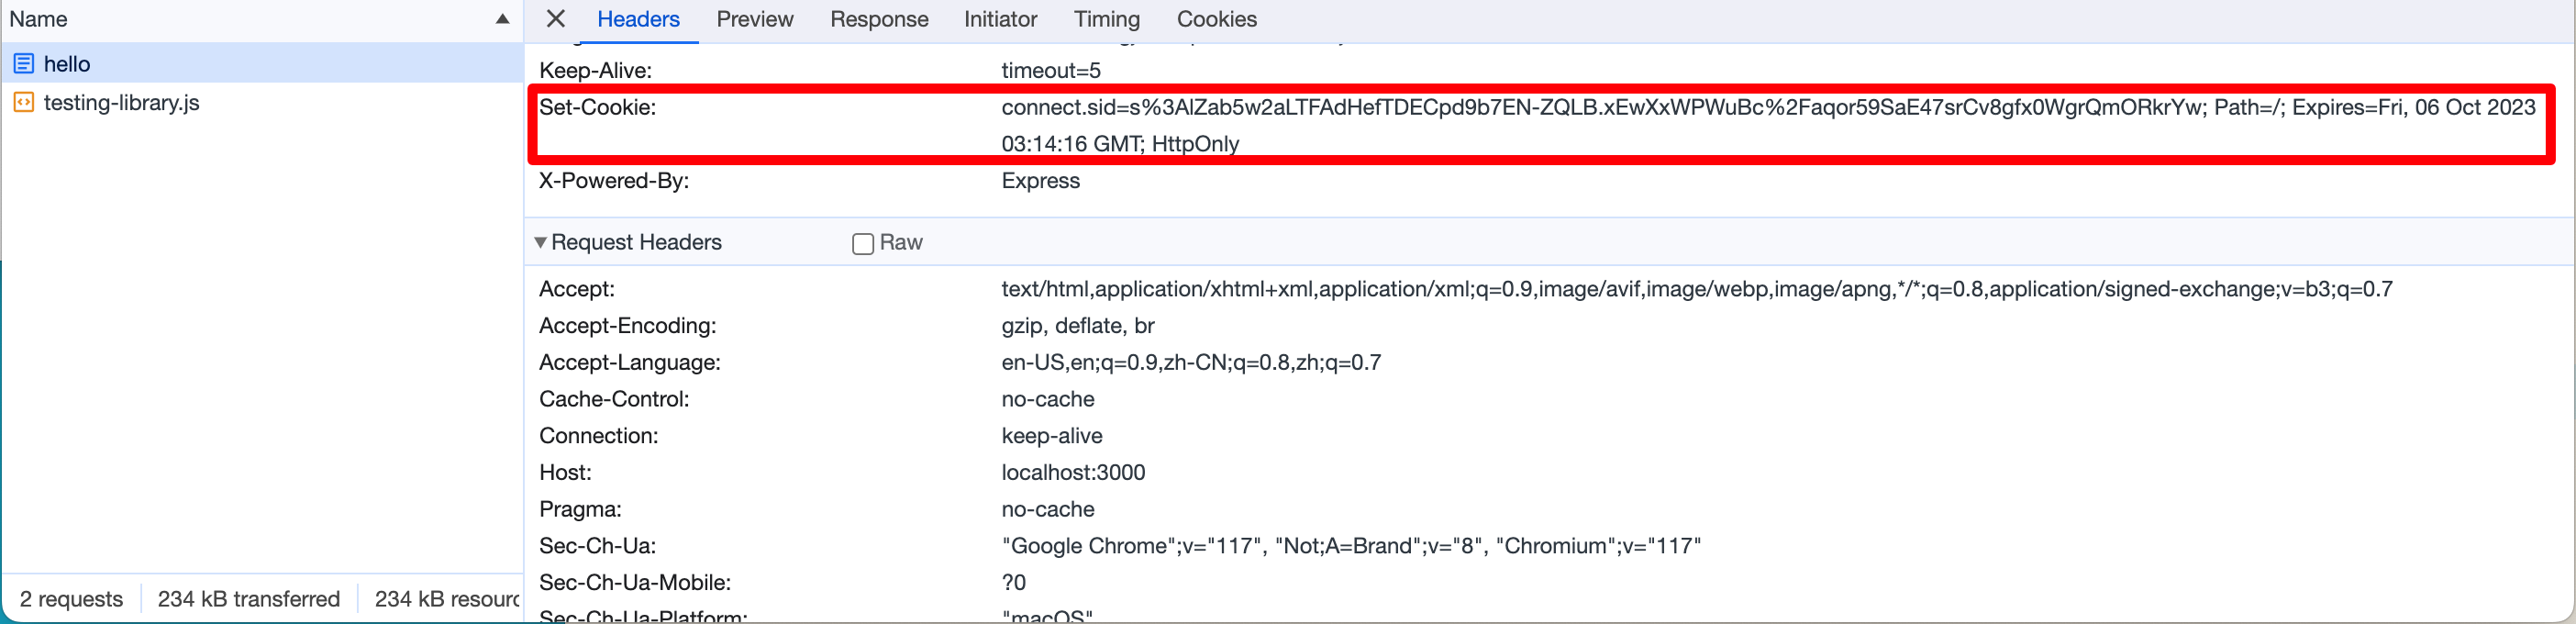 Name
Headers Preview Response Initiator Timing Cookies
hello
testing-library.js
Keep-Alive: timeout=5
Set-Cookie: connect.sid=s%3AlZab5w2aLTFAdHefTDECpd9b7EN-ZQLB.xEwXxWPWuBc%2Faqor59SaE47srCv8gfx0WgrQmORkrYw; Path=/; Expires=Fri, 06 Oct 2023
03:14:16 GMT; HttpOnly
X-Powered-By: Express
Request Headers Raw
Accept: text/html,application/xhtml+xml,application/xml;q=0.9,image/avif,image/webp,image/apng,*/*;q=0.8,application/signed-exchange;v=b3;q=0.7
Accept-Encoding: gzip, deflate, br
Accept-Language: en-US,en;q=0.9,zh-CN;q=0.8,zh;q=0.7
Cache-Control: no-cache
Connection: keep-alive
Host: localhost:3000
Pragma: no-cache
Sec-Ch-Ua: "Google Chrome";v="117", "Not;A=Brand";v="8", "Chromium";v="117"
Sec-Ch-Ua-Mobile: ?0
Sec-Ch-Ua-Platform: "macOS"
2 requests 234 kB transferred 234 kB resourc